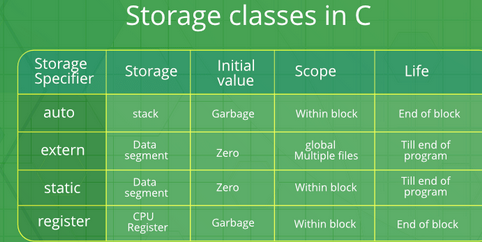 Storage classes in C
Storage Specifier Storage Initial value Scope Life
auto stack Garbage Within block End of block
extern Data segment Zero global Multiple files Till end of program
static Data segment Zero Within block Till end of program
register CPU Register Garbage Within block End of block